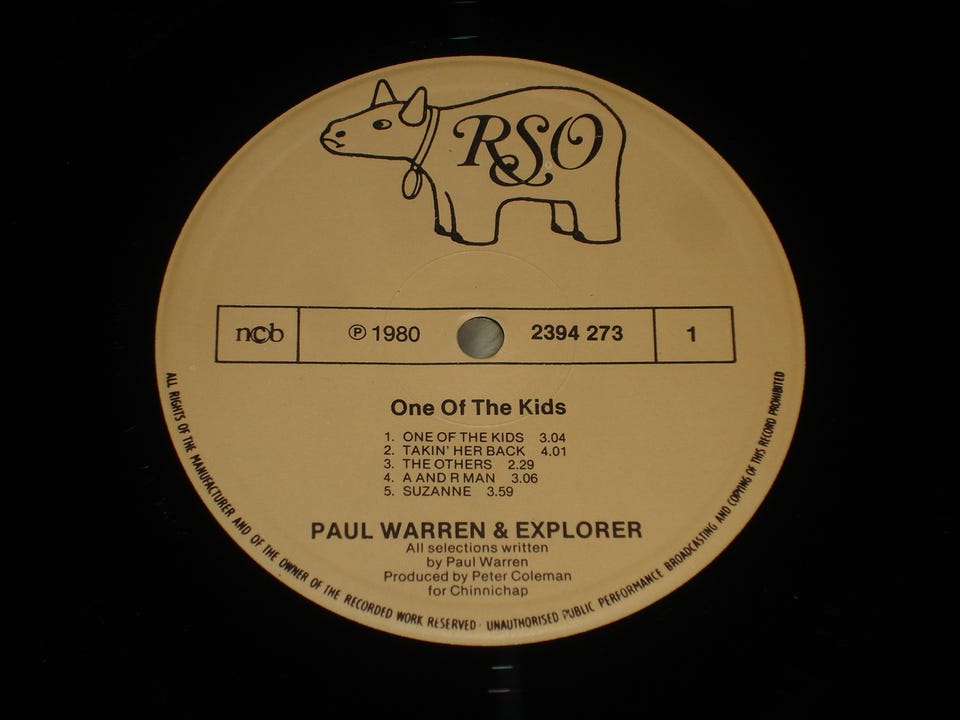 RSO
ncb ℗ 1980 2394 273 1
One Of The Kids
1. ONE OF THE KIDS 3.04
2. TAKIN' HER BACK 4.01
3. THE OTHERS 2.29
4. A AND R MAN 3.06
5. SUZANNE 3.59
PAUL WARREN & EXPLORER
All selections written
by Paul Warren
Produced by Peter Coleman
for Chinnichap
ALL RIGHTS OF THE MANUFACTURER AND OF THE OWNER OF THE RECORDED WORK RESERVED · UNAUTHORISED PUBLIC PERFORMANCE BROADCASTING AND COPYING OF THIS RECORD PROHIBITED